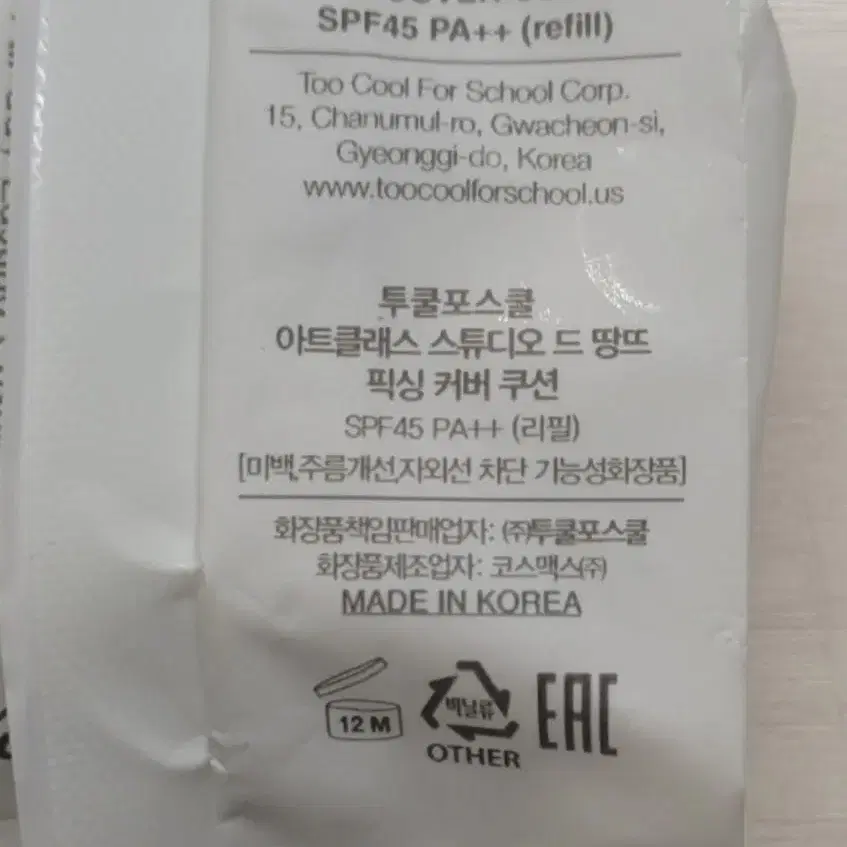 SPF45 PA++ (refill)
Too Cool For School Corp.
15, Chanumul-ro, Gwacheon-si,
Gyeonggi-do, Korea
www.toocoolforschool.us
투쿨포스쿨
아트클래스 스튜디오 드 땅뜨
픽싱 커버 쿠션
SPF45 PA++ (리필)
[미백,주름개선,자외선 차단 기능성화장품]
화장품책임판매업자: (주)투쿨포스쿨
화장품제조업자: 코스맥스(주)
MADE IN KOREA
12 M
비닐류
OTHER
EAC